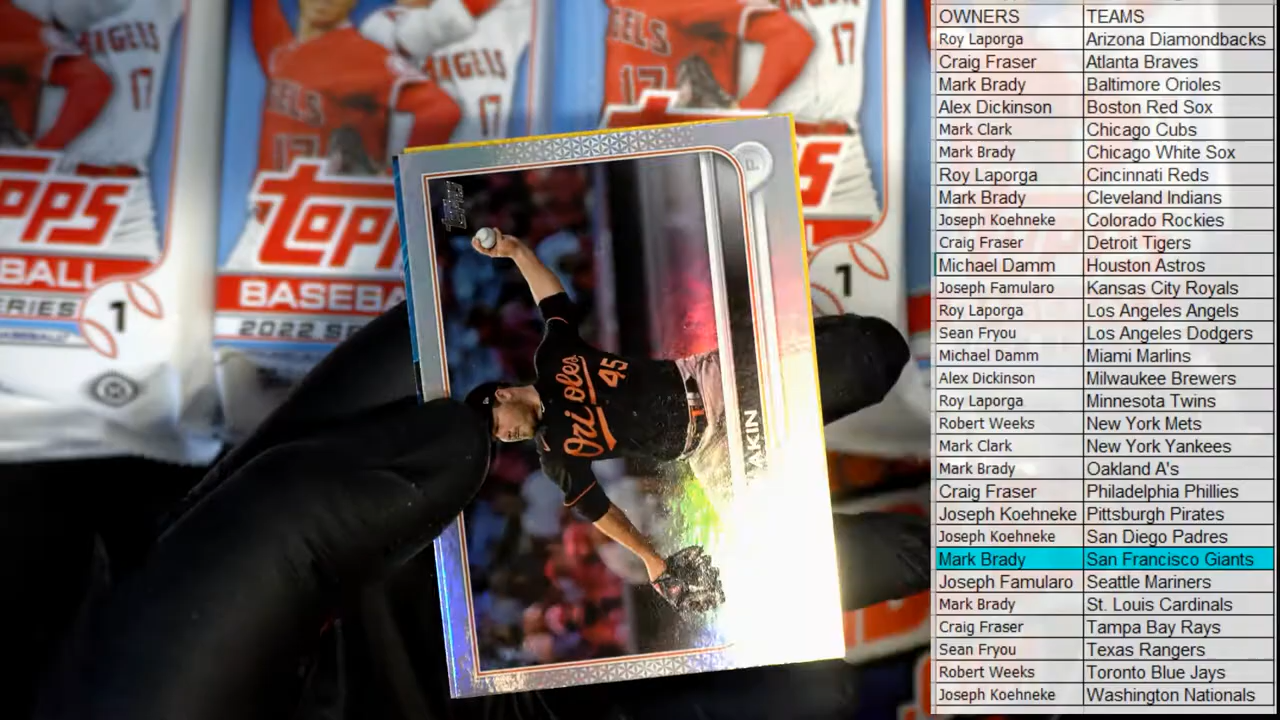 ANGELS
17
TOPPS
BASEBALL
SERIES
1
TOPPS
BASEBA
2022 SE
1
Topps
P.
Orioles
45
AKIN
OWNERS TEAMS
Roy Laporga Arizona Diamondbacks
Craig Fraser Atlanta Braves
Mark Brady Baltimore Orioles
Alex Dickinson Boston Red Sox
Mark Clark Chicago Cubs
Mark Brady Chicago White Sox
Roy Laporga Cincinnati Reds
Mark Brady Cleveland Indians
Joseph Koehneke Colorado Rockies
Craig Fraser Detroit Tigers
Michael Damm Houston Astros
Joseph Famularo Kansas City Royals
Roy Laporga Los Angeles Angels
Sean Fryou Los Angeles Dodgers
Michael Damm Miami Marlins
Alex Dickinson Milwaukee Brewers
Roy Laporga Minnesota Twins
Robert Weeks New York Mets
Mark Clark New York Yankees
Mark Brady Oakland A's
Craig Fraser Philadelphia Phillies
Joseph Koehneke Pittsburgh Pirates
Joseph Koehneke San Diego Padres
Mark Brady San Francisco Giants
Joseph Famularo Seattle Mariners
Mark Brady St. Louis Cardinals
Craig Fraser Tampa Bay Rays
Sean Fryou Texas Rangers
Robert Weeks Toronto Blue Jays
Joseph Koehneke Washington Nationals